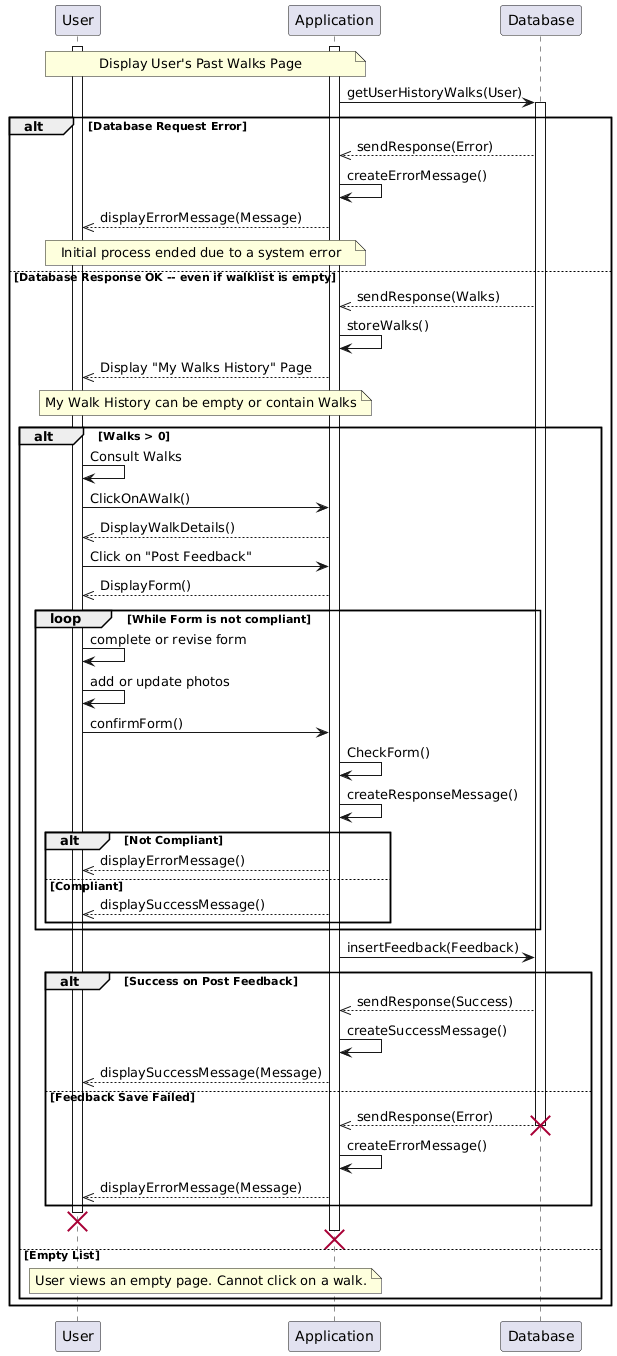 User
Application
Database
Display User's Past Walks Page
getUserHistoryWalks(User)
alt
[Database Request Error]
sendResponse(Error)
createErrorMessage()
displayErrorMessage(Message)
Initial process ended due to a system error
[Database Response OK -- even if walklist is empty]
sendResponse(Walks)
storeWalks()
Display "My Walks History" Page
My Walk History can be empty or contain Walks
alt
[Walks > 0]
Consult Walks
ClickOnAWalk()
DisplayWalkDetails()
Click on "Post Feedback"
DisplayForm()
loop
[While Form is not compliant]
complete or revise form
add or update photos
confirmForm()
CheckForm()
createResponseMessage()
alt
[Not Compliant]
displayErrorMessage()
[Compliant]
displaySuccessMessage()
insertFeedback(Feedback)
alt
[Success on Post Feedback]
sendResponse(Success)
createSuccessMessage()
displaySuccessMessage(Message)
[Feedback Save Failed]
sendResponse(Error)
createErrorMessage()
displayErrorMessage(Message)
[Empty List]
User views an empty page. Cannot click on a walk.
User
Application
Database